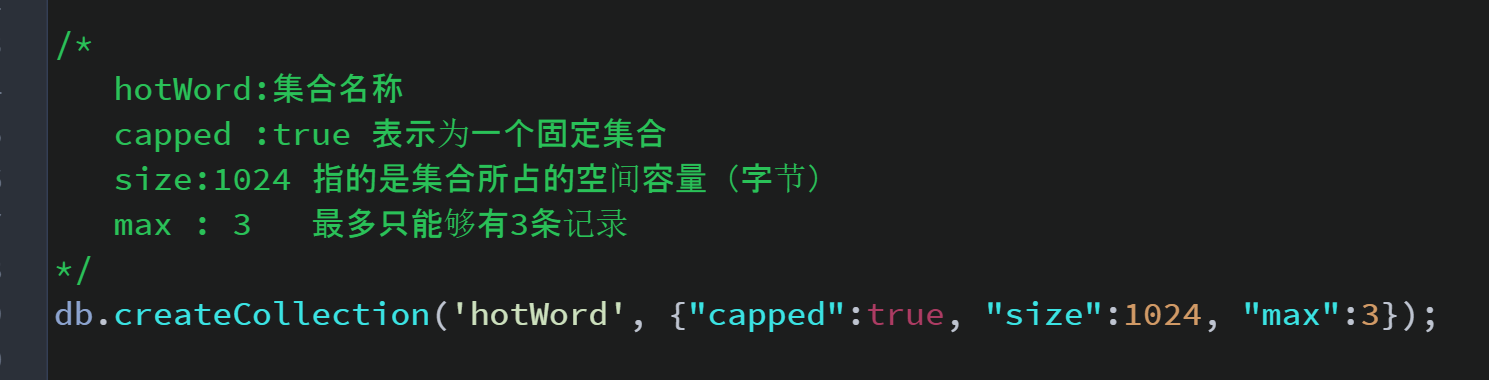 /*
hotWord:集合名称
capped :true 表示为一个固定集合
size:1024 指的是集合所占的空间容量（字节）
max : 3   最多只能够有3条记录
*/
db.createCollection('hotWord', {"capped":true, "size":1024, "max":3});